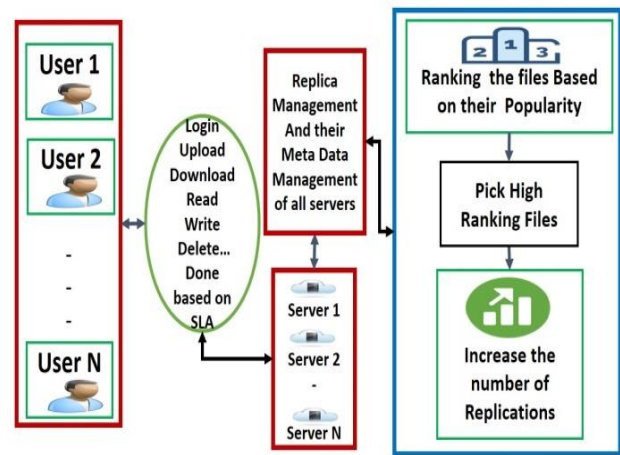 User 1
User 2
-
-
-
User N
Login
Upload
Download
Read
Write
Delete...
Done
based on
SLA
Replica
Management
And their
Meta Data
Management
of all servers
Server 1
Server 2
-
Server N
2 1 3
Ranking the files Based
on their Popularity
Pick High
Ranking Files
Increase the
number of
Replications